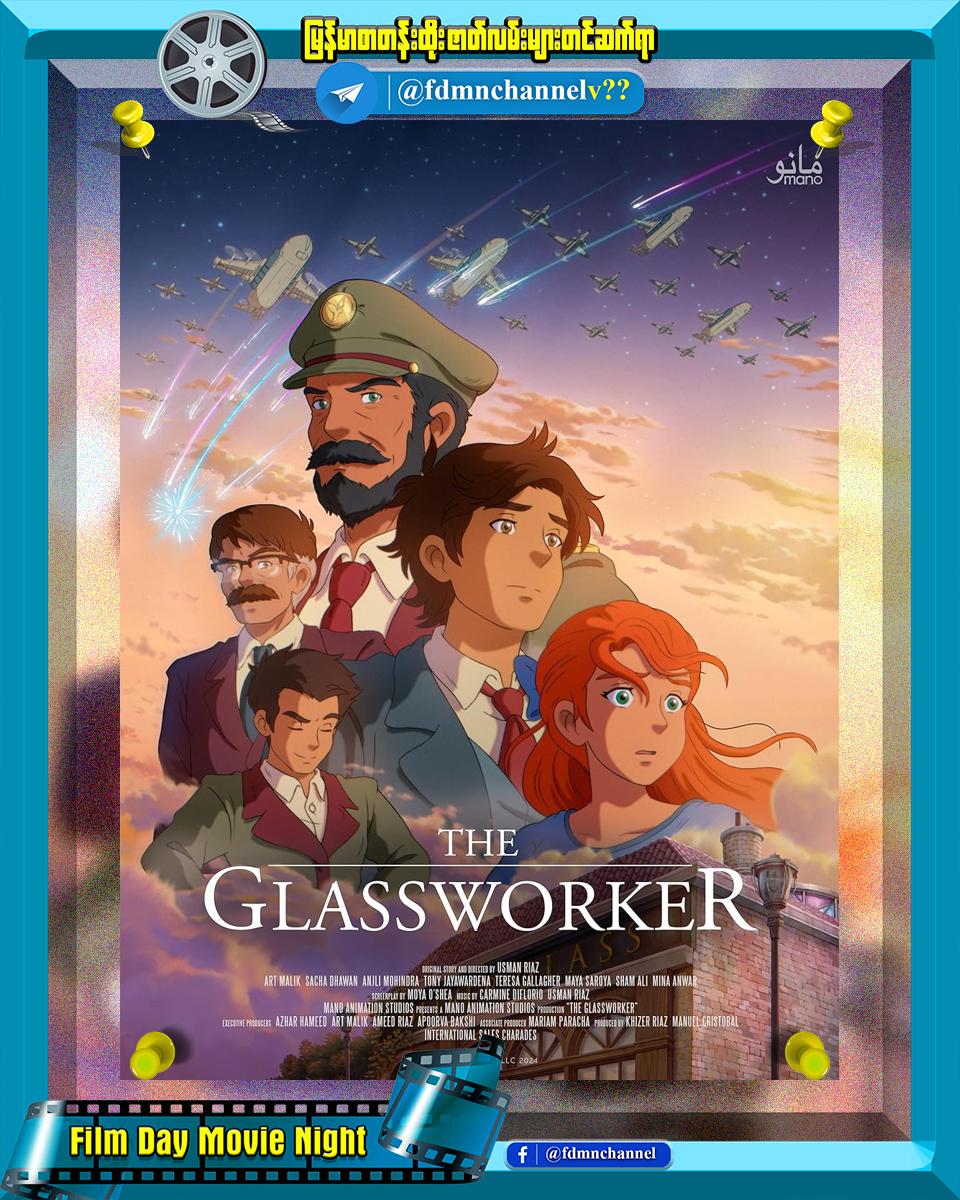 မြန်မာစာတန်းထိုးဇာတ်လမ်းများတင်ဆက်ရာ
@fdmnchannelv??
مانو
mano
THE
GLASSWORKER
GLASS
ORIGINAL STORY AND DIRECTED BY USMAN RIAZ
ART MALIK SACHA DHAWAN ANJLI MOHINDRA TONY JAYAWARDENA TERESA GALLAGHER MAYA SAROYA SHAM ALI MINA ANWAR
SCREENPLAY BY MOYA O'SHEA MUSIC BY CARMINE DIFLORIO USMAN RIAZ
MANO ANIMATION STUDIOS PRESENTS A MANO ANIMATION STUDIOS PRODUCTION "THE GLASSWORKER"
EXECUTIVE PRODUCERS AZHAR HAMEED ART MALIK AMEED RIAZ APOORVA BAKSHI ASSOCIATE PRODUCER MARIAM PARACHA PRODUCED BY KHIZER RIAZ MANUEL CRISTOBAL
INTERNATIONAL SALES CHARADES
LLC 2024
Film Day Movie Night
@fdmnchannel